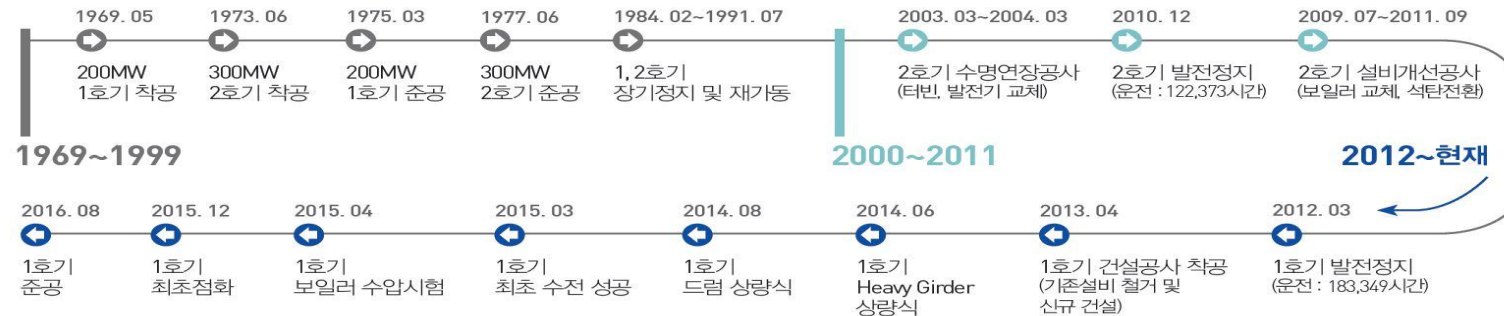 1969. 05
200MW
1호기 착공
1973. 06
300MW
2호기 착공
1975. 03
200MW
1호기 준공
1977. 06
300MW
2호기 준공
1984. 02~1991. 07
1, 2호기
장기정지 및 재가동
2003. 03~2004. 03
2호기 수명연장공사
(터빈, 발전기 교체)
2010. 12
2호기 발전정지
(운전 : 122,373시간)
2009. 07~2011. 09
2호기 설비개선공사
(보일러 교체, 석탄전환)
1969~1999
2000~2011
2012~현재
2012. 03
1호기 발전정지
(운전 : 183,349시간)
2013. 04
1호기 건설공사 착공
(기존설비 철거 및
신규 건설)
2014. 06
1호기
Heavy Girder
상량식
2014. 08
1호기
드럼 상량식
2015. 03
1호기
최초 수전 성공
2015. 04
1호기
보일러 수압시험
2015. 12
1호기
최초점화
2016. 08
1호기
준공